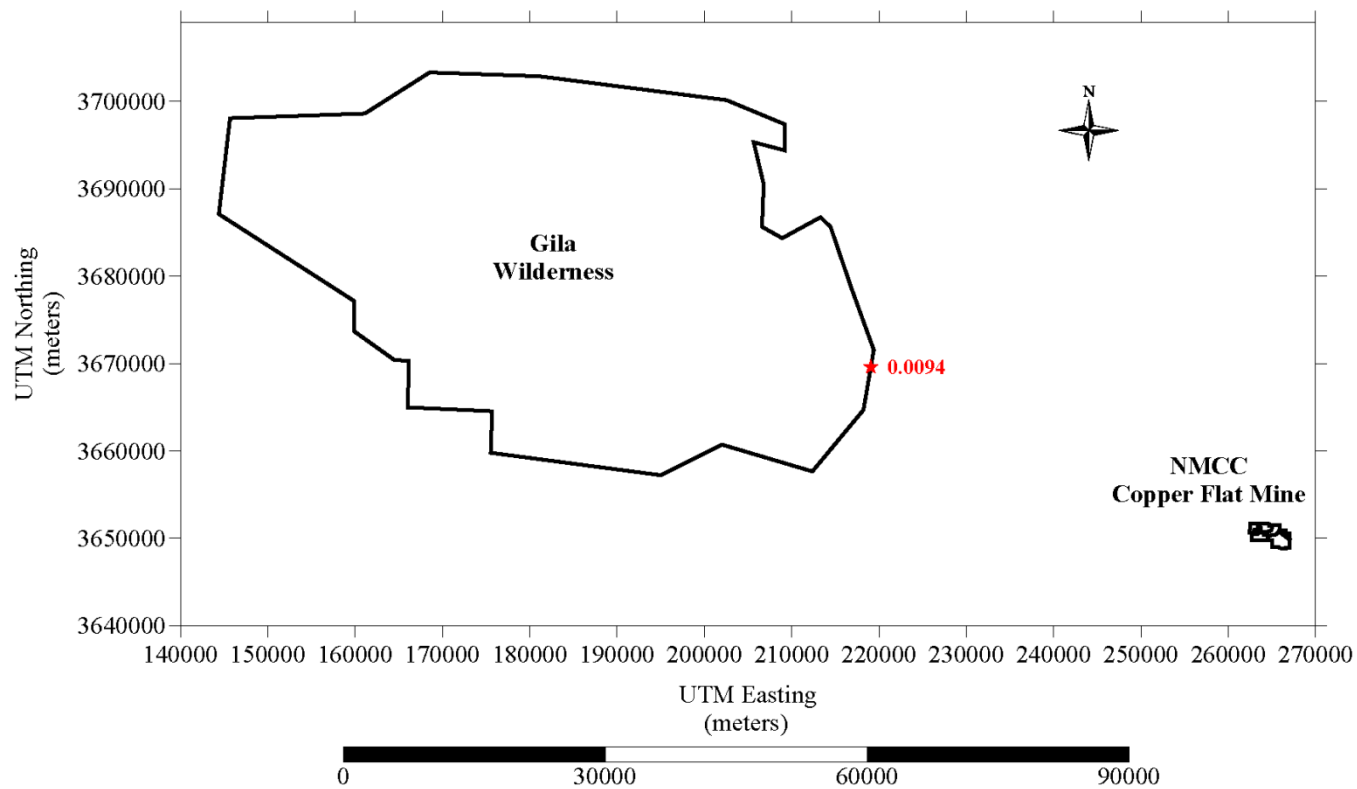 N
3700000
3690000
3680000
3670000
3660000
3650000
3640000
UTM Northing
(meters)
Gila
Wilderness
0.0094
NMCC
Copper Flat Mine
140000 150000 160000 170000 180000 190000 200000 210000 220000 230000 240000 250000 260000 270000
UTM Easting
(meters)
0 30000 60000 90000